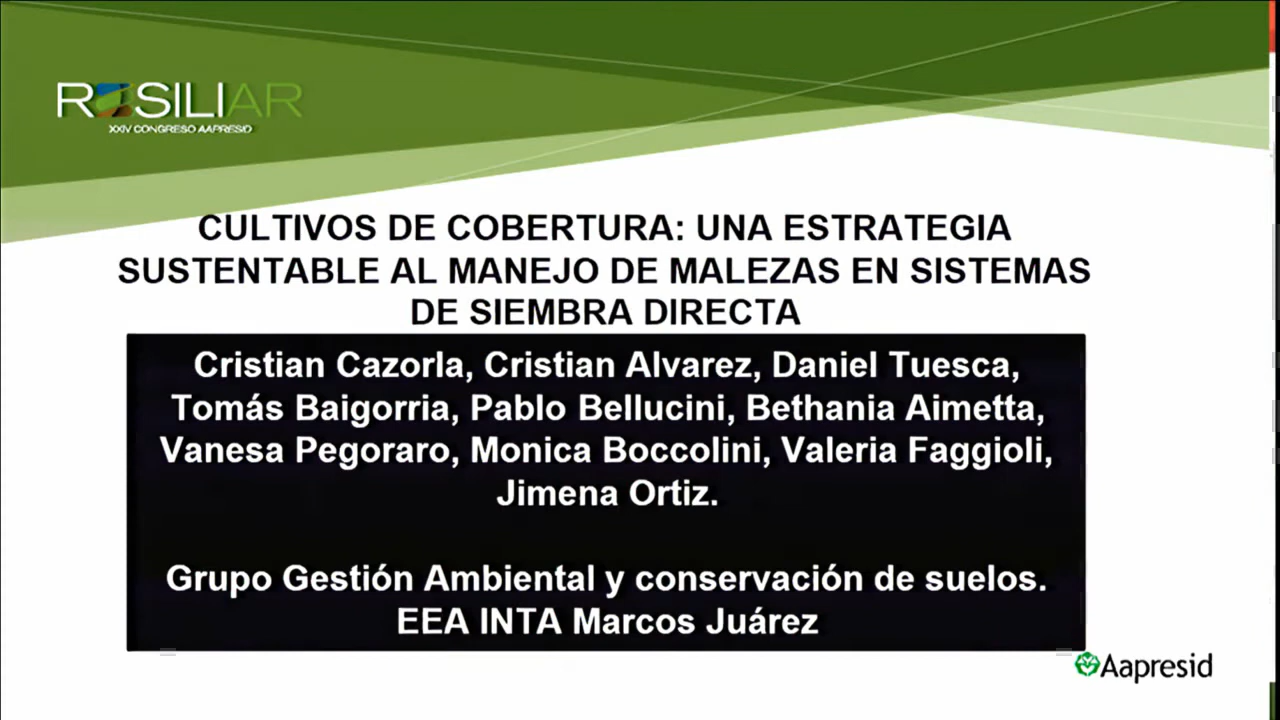 RESILIAR
XXIV CONGRESO AAPRESID
CULTIVOS DE COBERTURA: UNA ESTRATEGIA
SUSTENTABLE AL MANEJO DE MALEZAS EN SISTEMAS
DE SIEMBRA DIRECTA
Cristian Cazorla, Cristian Alvarez, Daniel Tuesca,
Tomás Baigorria, Pablo Bellucini, Bethania Aimetta,
Vanesa Pegoraro, Monica Boccolini, Valeria Faggioli,
Jimena Ortiz.
Grupo Gestión Ambiental y conservación de suelos.
EEA INTA Marcos Juárez
Aapresid